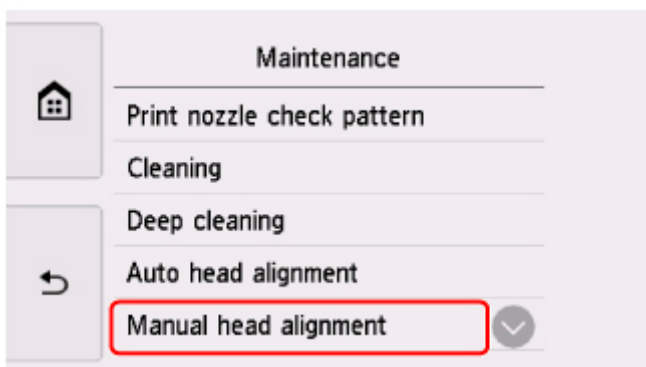 Maintenance
Print nozzle check pattern
Cleaning
Deep cleaning
Auto head alignment
Manual head alignment